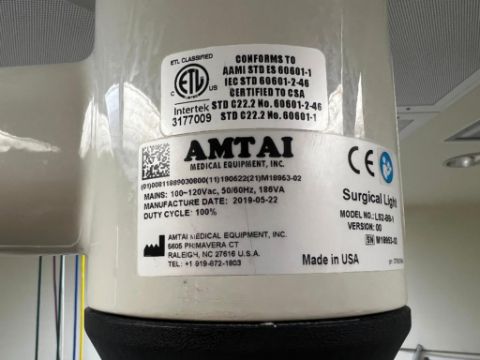 ETL CLASSIFIED
ETL
Intertek
3177009
CONFORMS TO
AAMI STD ES 60601-1
IEC STD 60601-2-46
CERTIFIED TO CSA
STD C22.2 No. 60601-2-46
STD C22.2 No. 60601-1
AMTAI
MEDICAL EQUIPMENT, INC.
(01)00811889030800(11)190522(21)M18963-02
MAINS: 100~120Vac, 50/60Hz, 186VA
MANUFACTURE DATE: 2019-05-22
DUTY CYCLE: 100%
AMTAI MEDICAL EQUIPMENT, INC.
5605 PRIMAVERA CT
RALEIGH, NC 27616 U.S.A.
TEL: +1-919-872-1803
CE
Surgical Light
MODEL NO.:
VERSION: 00
SN M18963-02
Made in USA